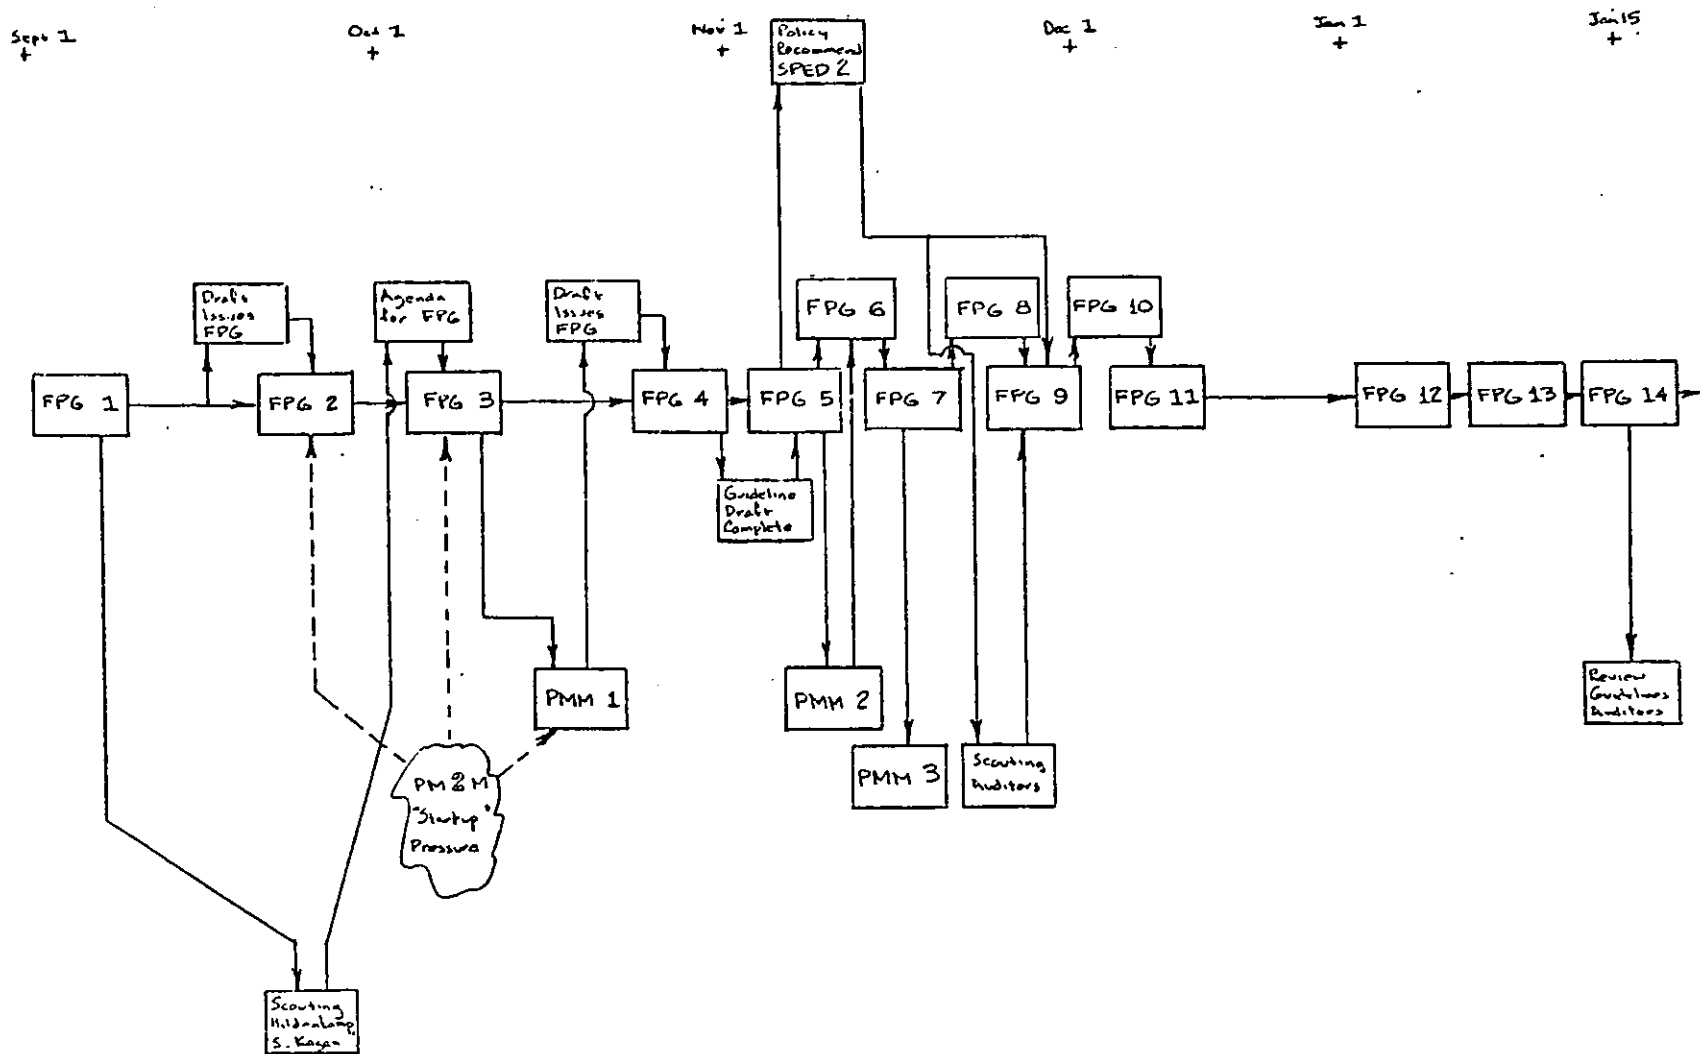 Sept 1
Oct 1
Nov 1
Dec 1
Jan 1
Jan 15
Policy
Recommend
SPED 2
Draft
Issues
FPG
Agenda
for FPG
Draft
Issues
FPG
FPG 6
FPG 8
FPG 10
FPG 1
FPG 2
FPG 3
FPG 4
FPG 5
FPG 7
FPG 9
FPG 11
FPG 12
FPG 13
FPG 14
Guideline
Draft
Complete
PMM 1
PMM 2
PMM 3
Scouting
Auditors
Review
Guidelines
Auditors
PM2M
"Startup"
Pressure
Scouting
S. Kagan